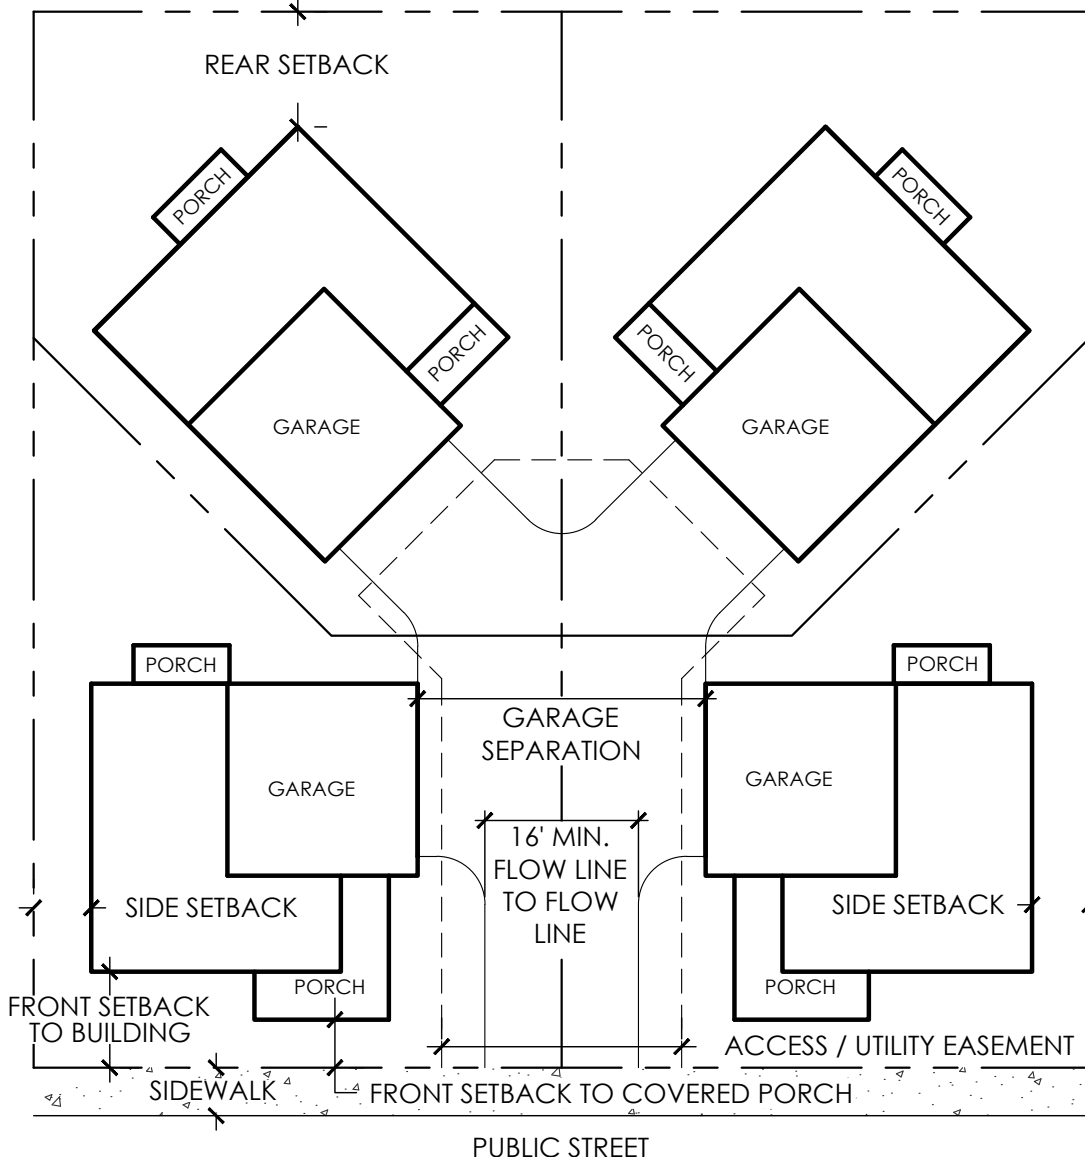 REAR SETBACK
PORCH
PORCH
PORCH
PORCH
GARAGE
GARAGE
PORCH
PORCH
GARAGE
SEPARATION
GARAGE
GARAGE
16' MIN.
FLOW LINE
TO FLOW
LINE
SIDE SETBACK
SIDE SETBACK
PORCH
PORCH
FRONT SETBACK
TO BUILDING
ACCESS / UTILITY EASEMENT
SIDEWALK
FRONT SETBACK TO COVERED PORCH
PUBLIC STREET